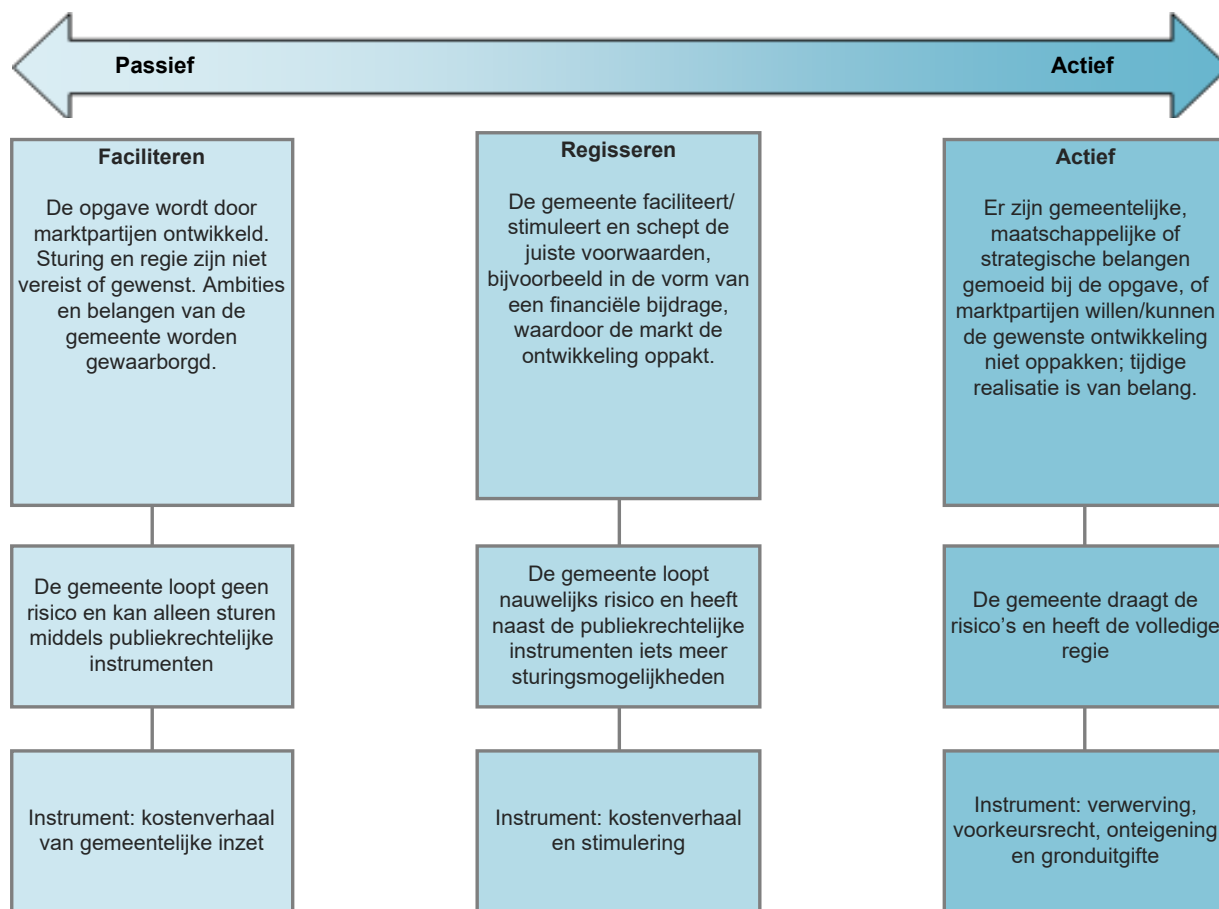 Passief
Actief
Faciliteren
De opgave wordt door
marktpartijen ontwikkeld.
Sturing en regie zijn niet
vereist of gewenst. Ambities
en belangen van de
gemeente worden
gewaarborgd.
De gemeente loopt geen
risico en kan alleen sturen
middels publiekrechtelijke
instrumenten
Instrument: kostenverhaal
van gemeentelijke inzet
Regisseren
De gemeente faciliteert/
stimuleert en schept de
juiste voorwaarden,
bijvoorbeeld in de vorm van
een financiële bijdrage,
waardoor de markt de
ontwikkeling oppakt.
De gemeente loopt
nauwelijks risico en heeft
naast de publiekrechtelijke
instrumenten iets meer
sturingsmogelijkheden
Instrument: kostenverhaal
en stimulering
Actief
Er zijn gemeentelijke,
maatschappelijke of
strategische belangen
gemoeid bij de opgave, of
marktpartijen willen/kunnen
de gewenste ontwikkeling
niet oppakken; tijdige
realisatie is van belang.
De gemeente draagt de
risico’s en heeft de volledige
regie
Instrument: verwerving,
voorkeursrecht, onteigening
en gronduitgifte